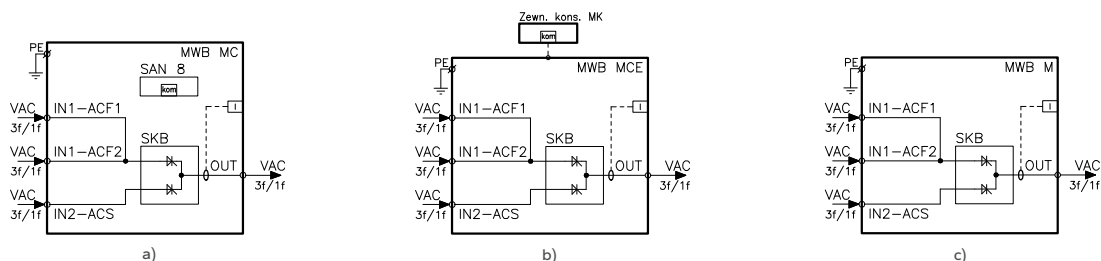 Zewn. kons. MK
kom
PE
MWB MC
SAN 8
kom
VAC
IN1-ACF1
3f/1f
I
VAC
IN1-ACF2
3f/1f
SKB
OUT
VAC
3f/1f
VAC
IN2-ACS
3f/1f
a)
PE
MWB MCE
VAC
IN1-ACF1
3f/1f
I
VAC
IN1-ACF2
3f/1f
SKB
OUT
VAC
3f/1f
VAC
IN2-ACS
3f/1f
b)
PE
MWB M
VAC
IN1-ACF1
3f/1f
I
VAC
IN1-ACF2
3f/1f
SKB
OUT
VAC
3f/1f
VAC
IN2-ACS
3f/1f
c)